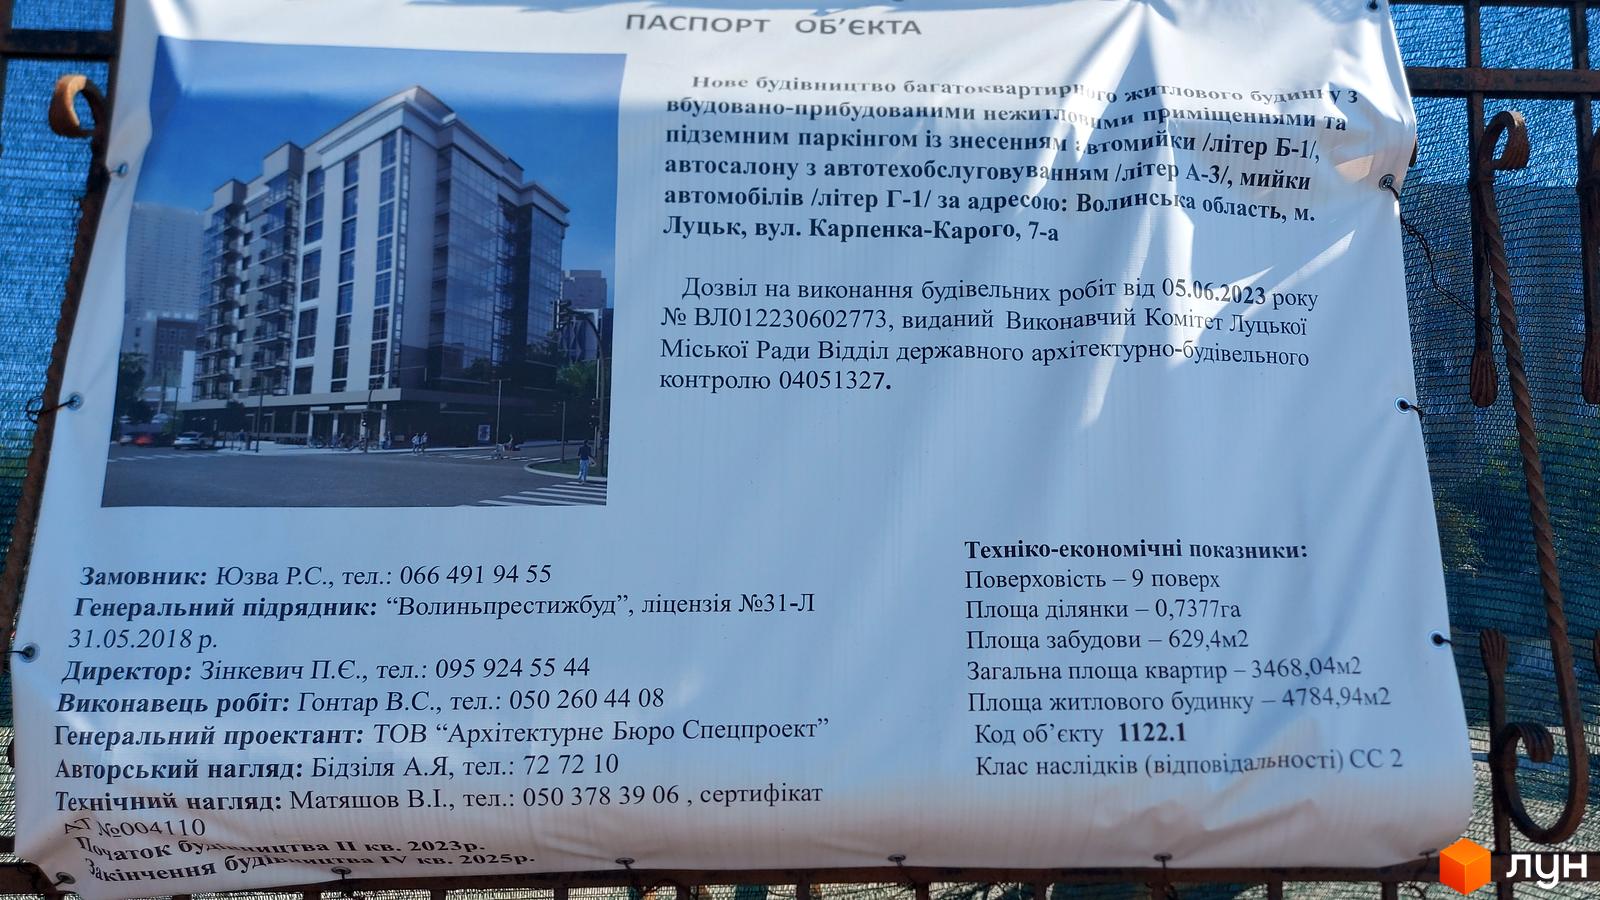 ПАСПОРТ ОБ'ЄКТА
Нове будівництво багатоквартирного житлового будинку з
вбудовано-прибудованими нежитловими приміщеннями та
підземним паркінгом із знесенням автомийки /літер Б-1/,
автосалону з автотехобслуговуванням /літер А-3/, мийки
автомобілів /літер Г-1/ за адресою: Волинська область, м.
Луцьк, вул. Карпенка-Карого, 7-а
Дозвіл на виконання будівельних робіт від 05.06.2023 року
№ ВЛ012230602773, виданий Виконавчий Комітет Луцької
Міської Ради Відділ державного архітектурно-будівельного
контролю 04051327.
Замовник: Юзва Р.С., тел.: 066 491 94 55
Генеральний підрядник: “Волиньпрестижбуд”, ліцензія №31-Л
31.05.2018 р.
Директор: Зінкевич П.Є., тел.: 095 924 55 44
Виконавець робіт: Гонтар В.С., тел.: 050 260 44 08
Генеральний проектант: ТОВ “Архітектурне Бюро Спецпроект”
Авторський нагляд: Бідзіля А.Я, тел.: 72 72 10
Технічний нагляд: Матяшов В.І., тел.: 050 378 39 06 , сертифікат
АТ №004110
Початок будівництва ІІ кв. 2023р.
Закінчення будівництва IV кв. 2025р.
Техніко-економічні показники:
Поверховість – 9 поверх
Площа ділянки – 0,7377га
Площа забудови – 629,4м2
Загальна площа квартир – 3468,04м2
Площа житлового будинку – 4784,94м2
Код об’єкту 1122.1
Клас наслідків (відповідальності) СС 2
лун